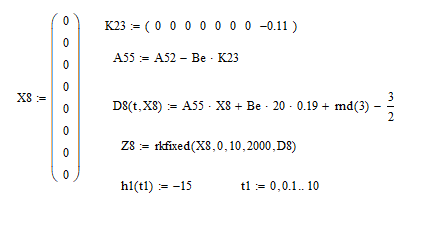 K23 := ( 0 0 0 0 0 0 0 −0.11 )
A55 := A52 − Be · K23
X8 :=
0
0
0
0
0
0
0
0
D8(t,X8) := A55 · X8 + Be · 20 · 0.19 + rnd(3) − 3/2
Z8 := rkfixed(X8,0,10,2000,D8)
h1(t1) := −15 t1 := 0,0.1.. 10